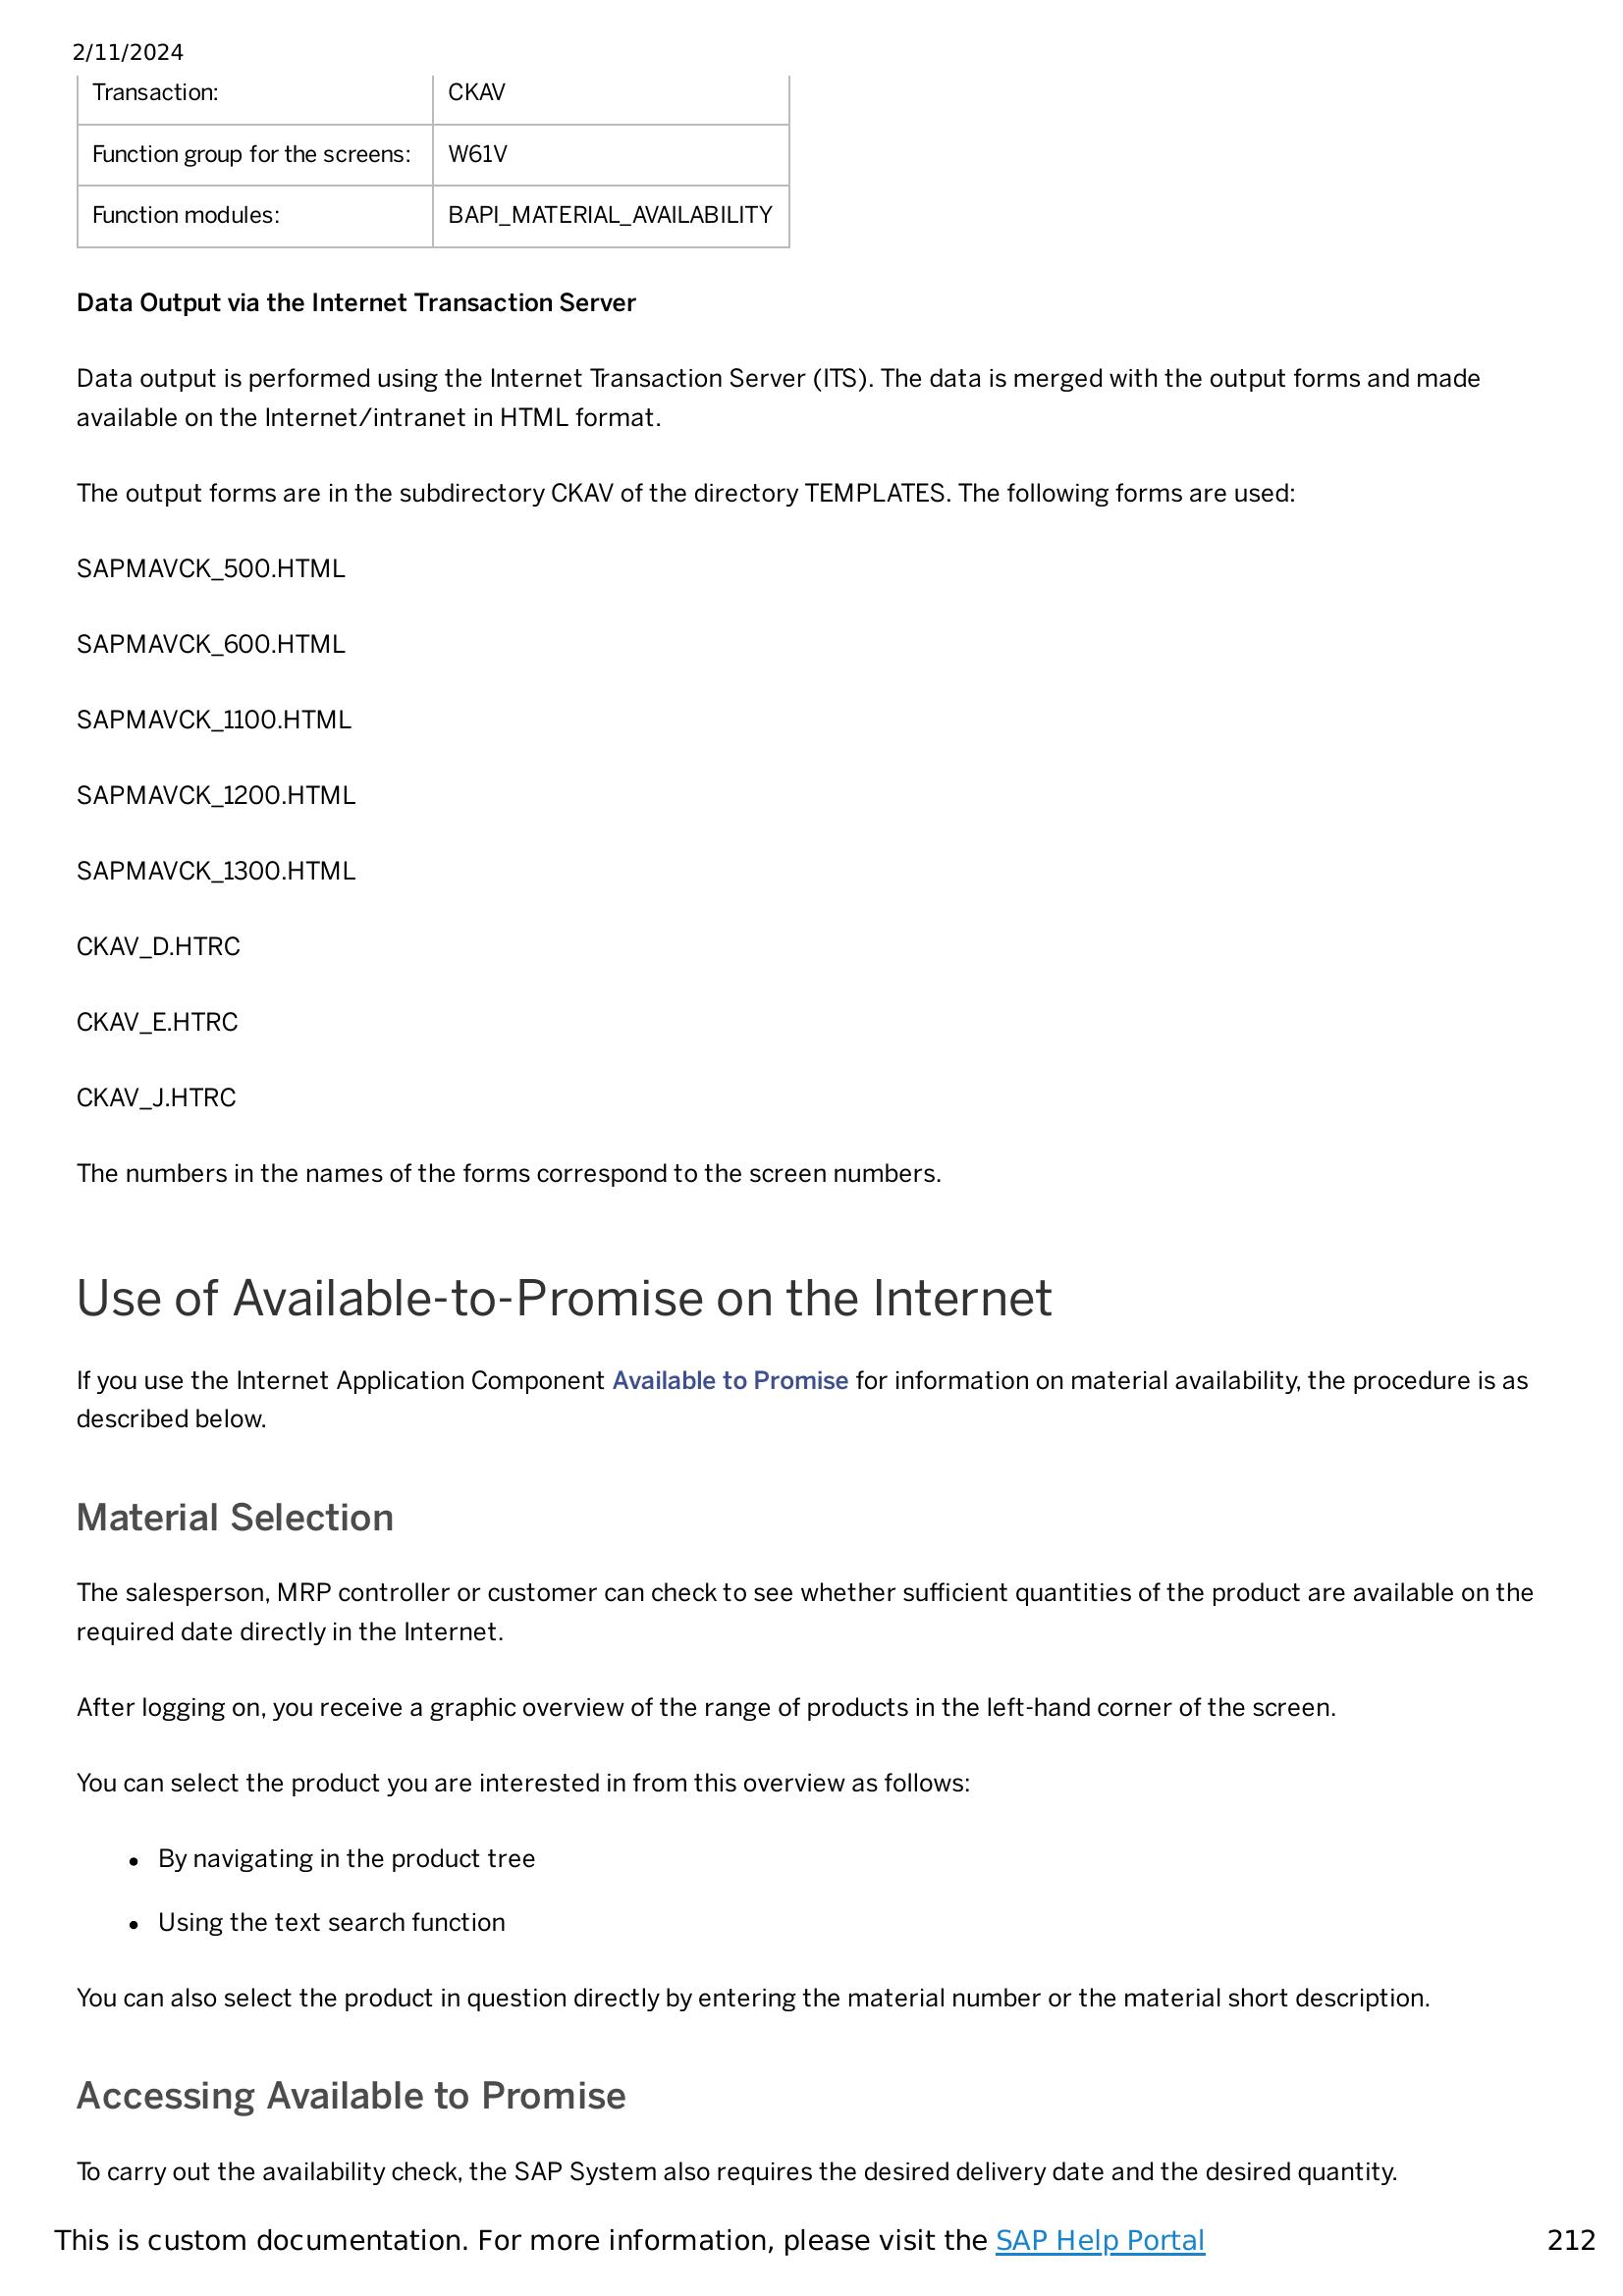 2/11/2024
Transaction: CKAV
Function group for the screens: W61V
Function modules: BAPI_MATERIAL_AVAILABILITY
Data Output via the Internet Transaction Server
Data output is performed using the Internet Transaction Server (ITS). The data is merged with the output forms and made
available on the Internet/intranet in HTML format.
The output forms are in the subdirectory CKAV of the directory TEMPLATES. The following forms are used:
SAPMAVCK_500.HTML
SAPMAVCK_600.HTML
SAPMAVCK_1100.HTML
SAPMAVCK_1200.HTML
SAPMAVCK_1300.HTML
CKAV_D.HTRC
CKAV_E.HTRC
CKAV_J.HTRC
The numbers in the names of the forms correspond to the screen numbers.
Use of Available-to-Promise on the Internet
If you use the Internet Application Component Available to Promise for information on material availability, the procedure is as
described below.
Material Selection
The salesperson, MRP controller or customer can check to see whether sufficient quantities of the product are available on the
required date directly in the Internet.
After logging on, you receive a graphic overview of the range of products in the left-hand corner of the screen.
You can select the product you are interested in from this overview as follows:
• By navigating in the product tree
• Using the text search function
You can also select the product in question directly by entering the material number or the material short description.
Accessing Available to Promise
To carry out the availability check, the SAP System also requires the desired delivery date and the desired quantity.
This is custom documentation. For more information, please visit the SAP Help Portal 212